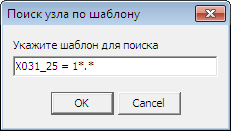 Поиск узла по шаблону
Укажите шаблон для поиска
X031_25 = 1*.*
OK
Cancel